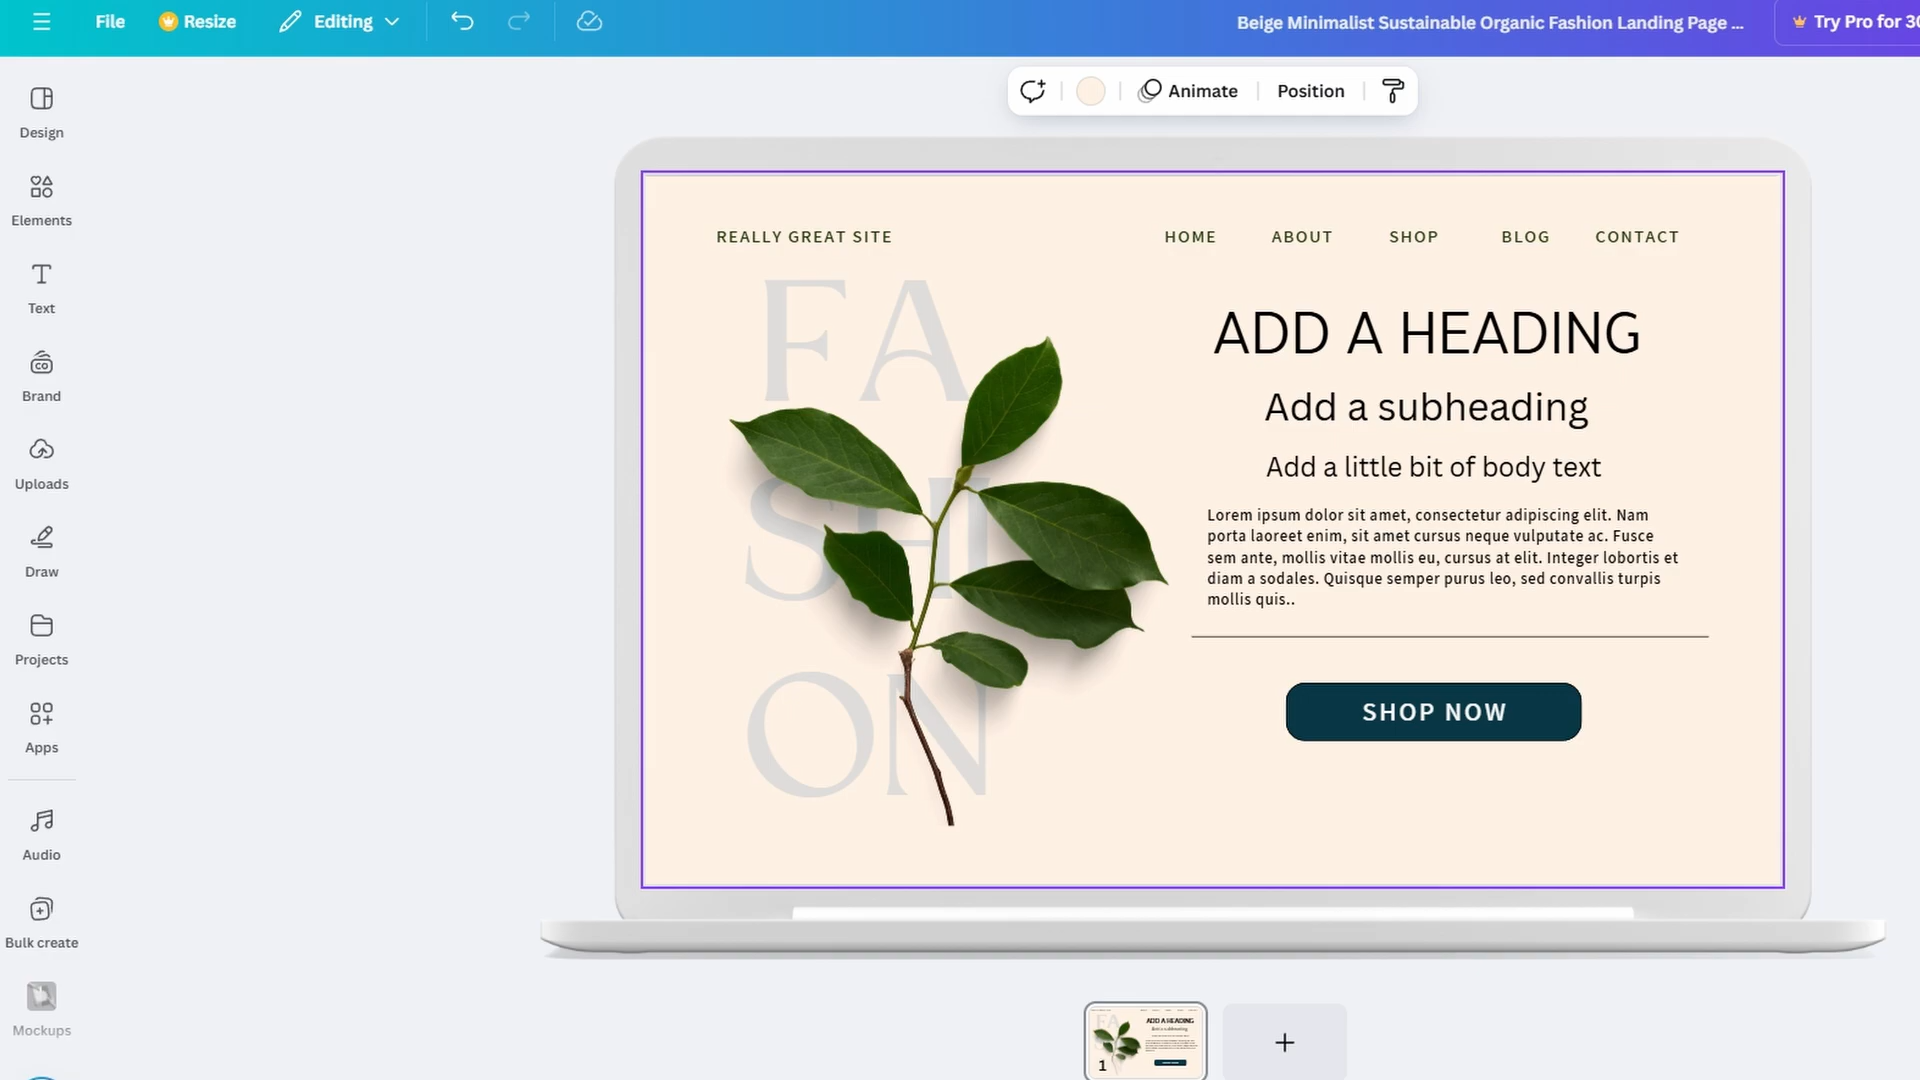 File Resize Editing Beige Minimalist Sustainable Organic Fashion Landing Page ... Try Pro for 30
Animate Position
Design
Elements
Text
Brand
Uploads
Draw
Projects
Apps
Audio
Bulk create
Mockups
REALLY GREAT SITE HOME ABOUT SHOP BLOG CONTACT
FA
SHI
ON
ADD A HEADING
Add a subheading
Add a little bit of body text
Lorem ipsum dolor sit amet, consectetur adipiscing elit. Nam
porta laoreet enim, sit amet cursus neque vulputate ac. Fusce
sem ante, mollis vitae mollis eu, cursus at elit. Integer lobortis et
diam a sodales. Quisque semper purus leo, sed convallis turpis
mollis quis..
SHOP NOW
ADD A HEADING
1